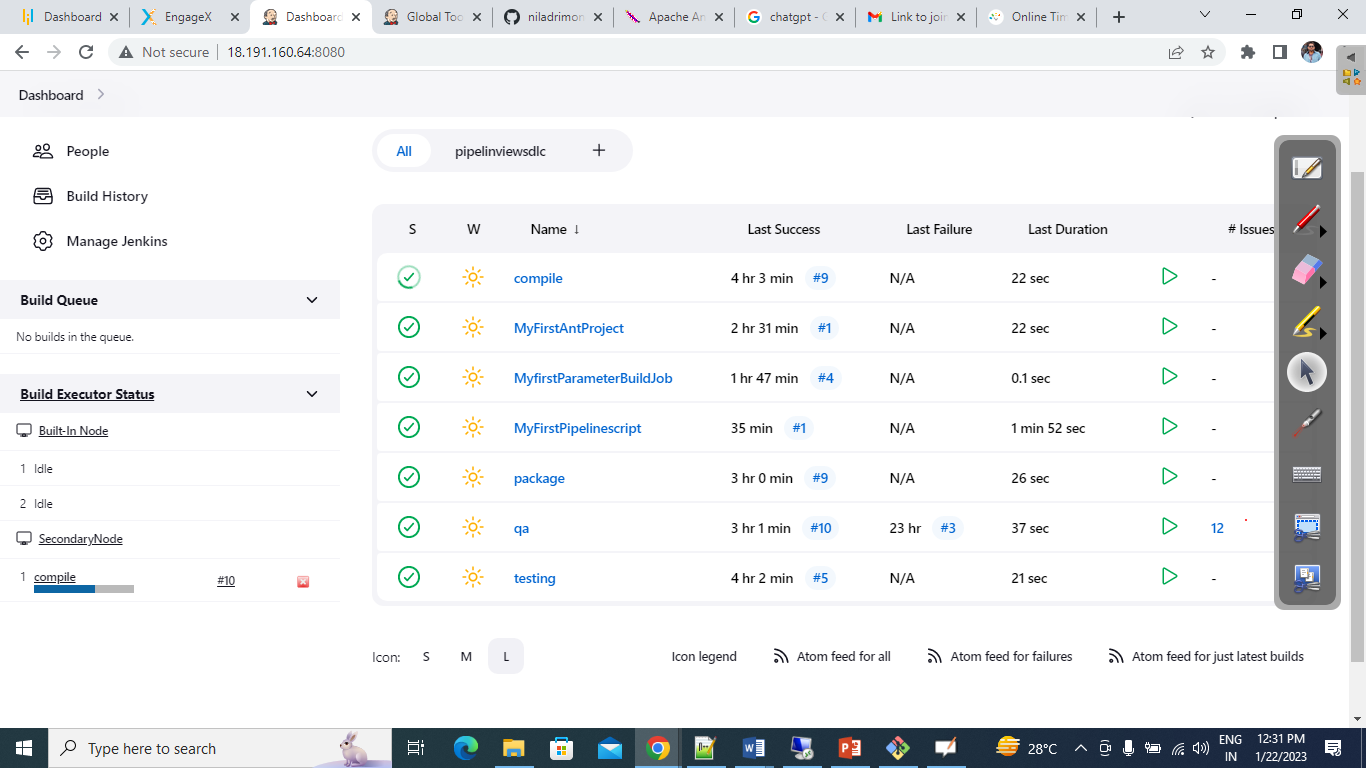 Dashboard
EngageX
Dashboard
Global Too
niladrimon
Apache An
chatgpt - G
Link to join
Online Tim
Not secure
18.191.160.64:8080
Dashboard
People
Build History
Manage Jenkins
Build Queue
No builds in the queue.
Build Executor Status
Built-In Node
1 Idle
2 Idle
SecondaryNode
1 compile #10
All pipelinviewsdlc +
S W Name ↓ Last Success Last Failure Last Duration # Issues
compile 4 hr 3 min #9 N/A 22 sec -
MyFirstAntProject 2 hr 31 min #1 N/A 22 sec -
MyfirstParameterBuildJob 1 hr 47 min #4 N/A 0.1 sec -
MyFirstPipelinescript 35 min #1 N/A 1 min 52 sec -
package 3 hr 0 min #9 N/A 26 sec -
qa 3 hr 1 min #10 23 hr #3 37 sec 12
testing 4 hr 2 min #5 N/A 21 sec -
Icon: S M L Icon legend Atom feed for all Atom feed for failures Atom feed for just latest builds
Type here to search
28°C
ENG
IN
12:31 PM
1/22/2023